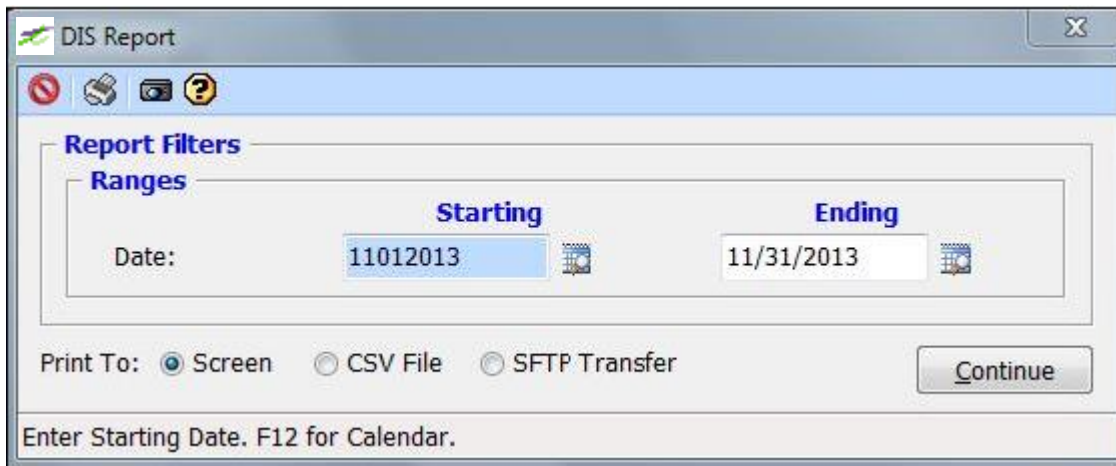 DIS Report
Report Filters
Ranges
Starting Ending
Date: 11012013 11/31/2013
Print To: Screen CSV File SFTP Transfer Continue
Enter Starting Date. F12 for Calendar.